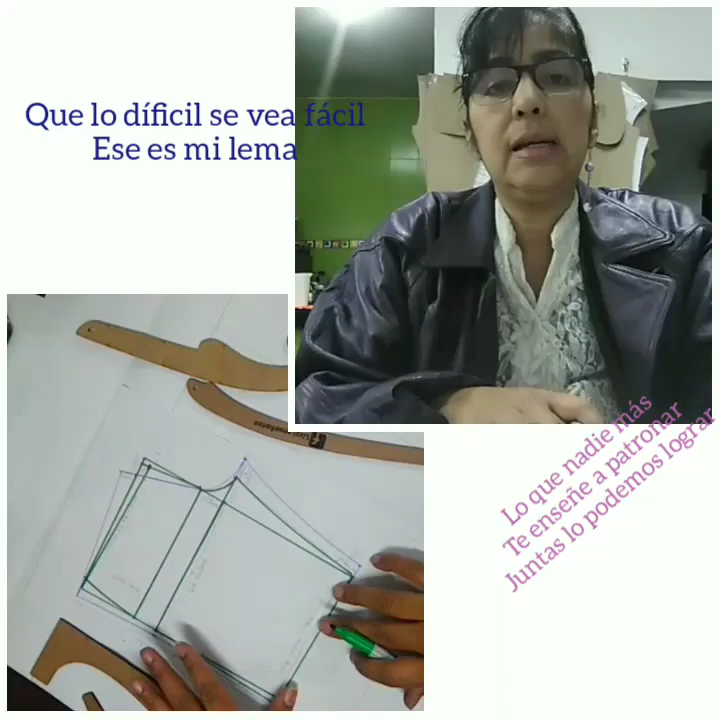 Que lo díficil se vea fácil
Ese es mi lema
Lo que nadie más
Te enseñe a patronar
Juntas lo podemos lograr